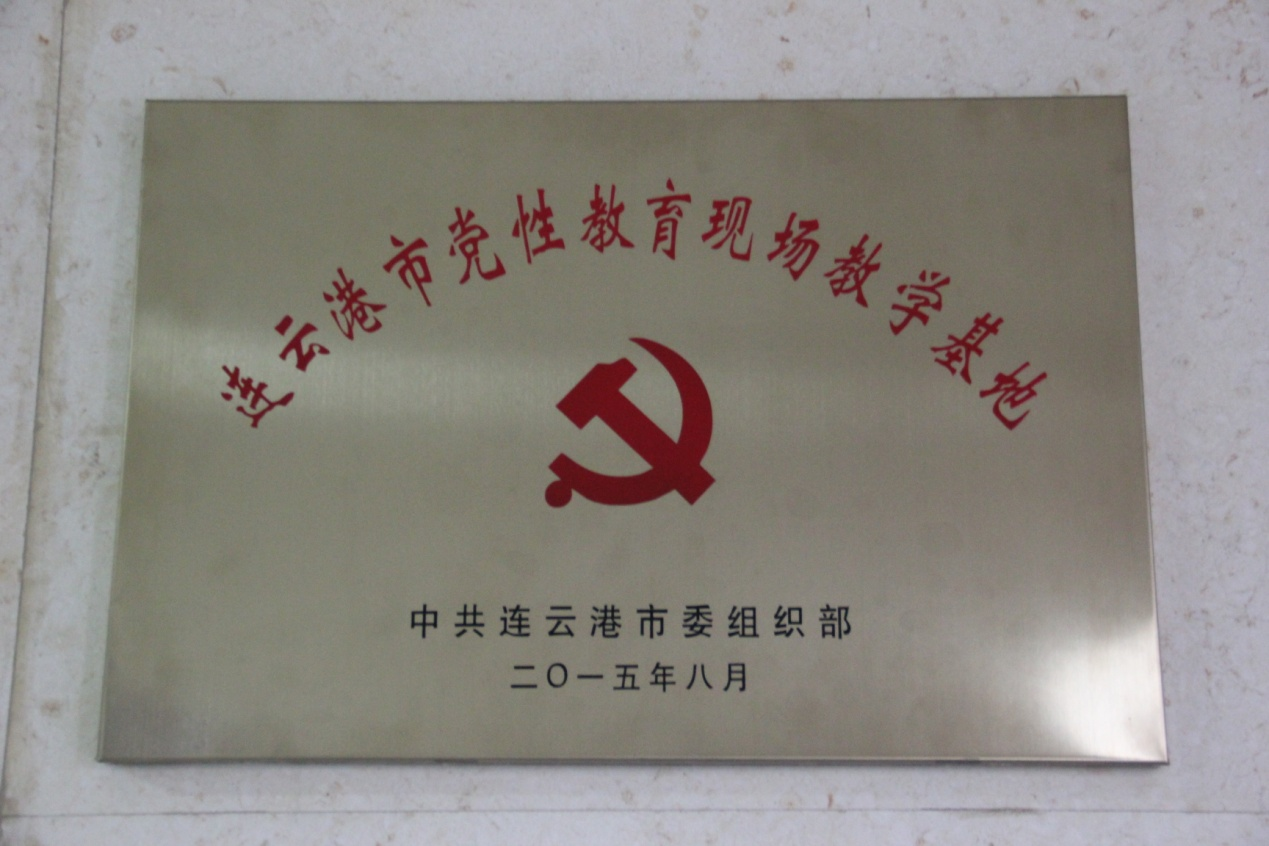 连云港市党性教育现场教学基地
中共连云港市委组织部
二〇一五年八月